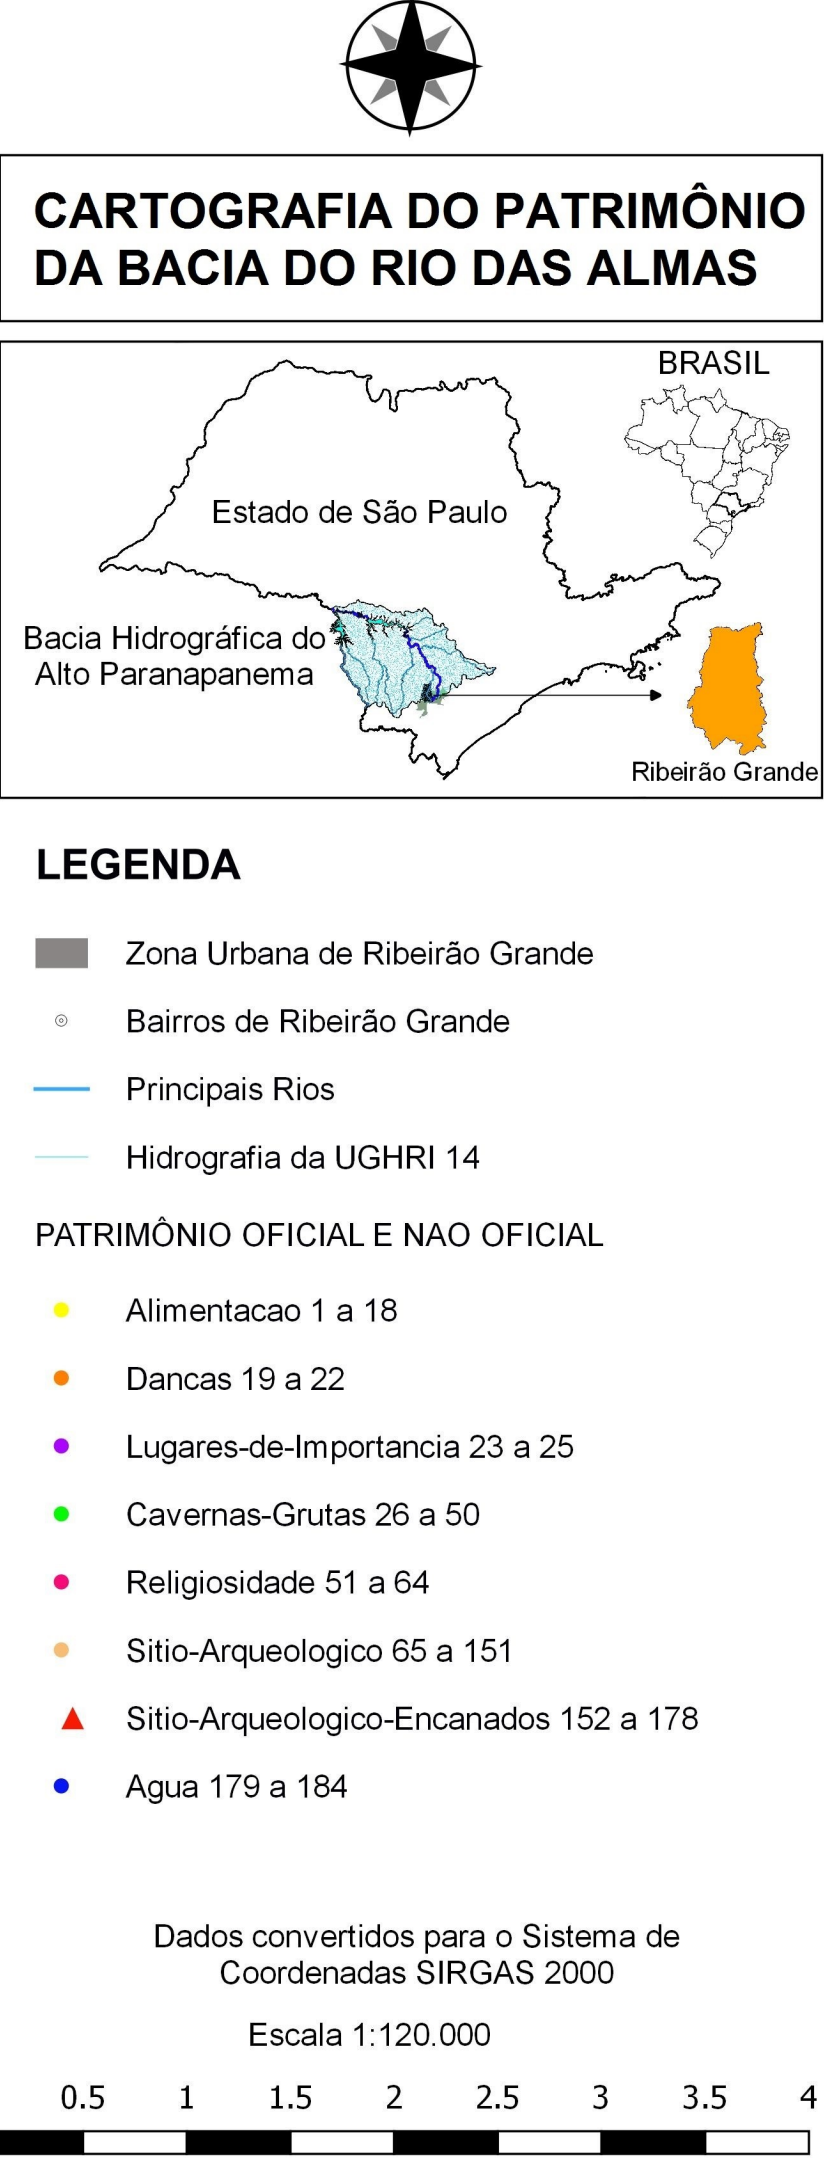 CARTOGRAFIA DO PATRIMÔNIO
DA BACIA DO RIO DAS ALMAS
BRASIL
Estado de São Paulo
Bacia Hidrográfica do
Alto Paranapanema
Ribeirão Grande
LEGENDA
Zona Urbana de Ribeirão Grande
Bairros de Ribeirão Grande
Principais Rios
Hidrografia da UGHRI 14
PATRIMÔNIO OFICIAL E NAO OFICIAL
Alimentacao 1 a 18
Dancas 19 a 22
Lugares-de-Importancia 23 a 25
Cavernas-Grutas 26 a 50
Religiosidade 51 a 64
Sitio-Arqueologico 65 a 151
Sitio-Arqueologico-Encanados 152 a 178
Agua 179 a 184
Dados convertidos para o Sistema de
Coordenadas SIRGAS 2000
Escala 1:120.000
0.5 1 1.5 2 2.5 3 3.5 4